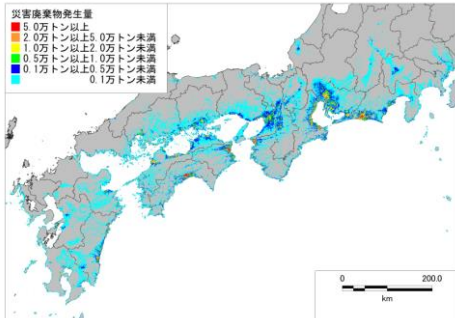 災害廃棄物発生量
5.0万トン以上
2.0万トン以上5.0万トン未満
1.0万トン以上2.0万トン未満
0.5万トン以上1.0万トン未満
0.1万トン以上0.5万トン未満
0.1万トン未満
0 200.0
km